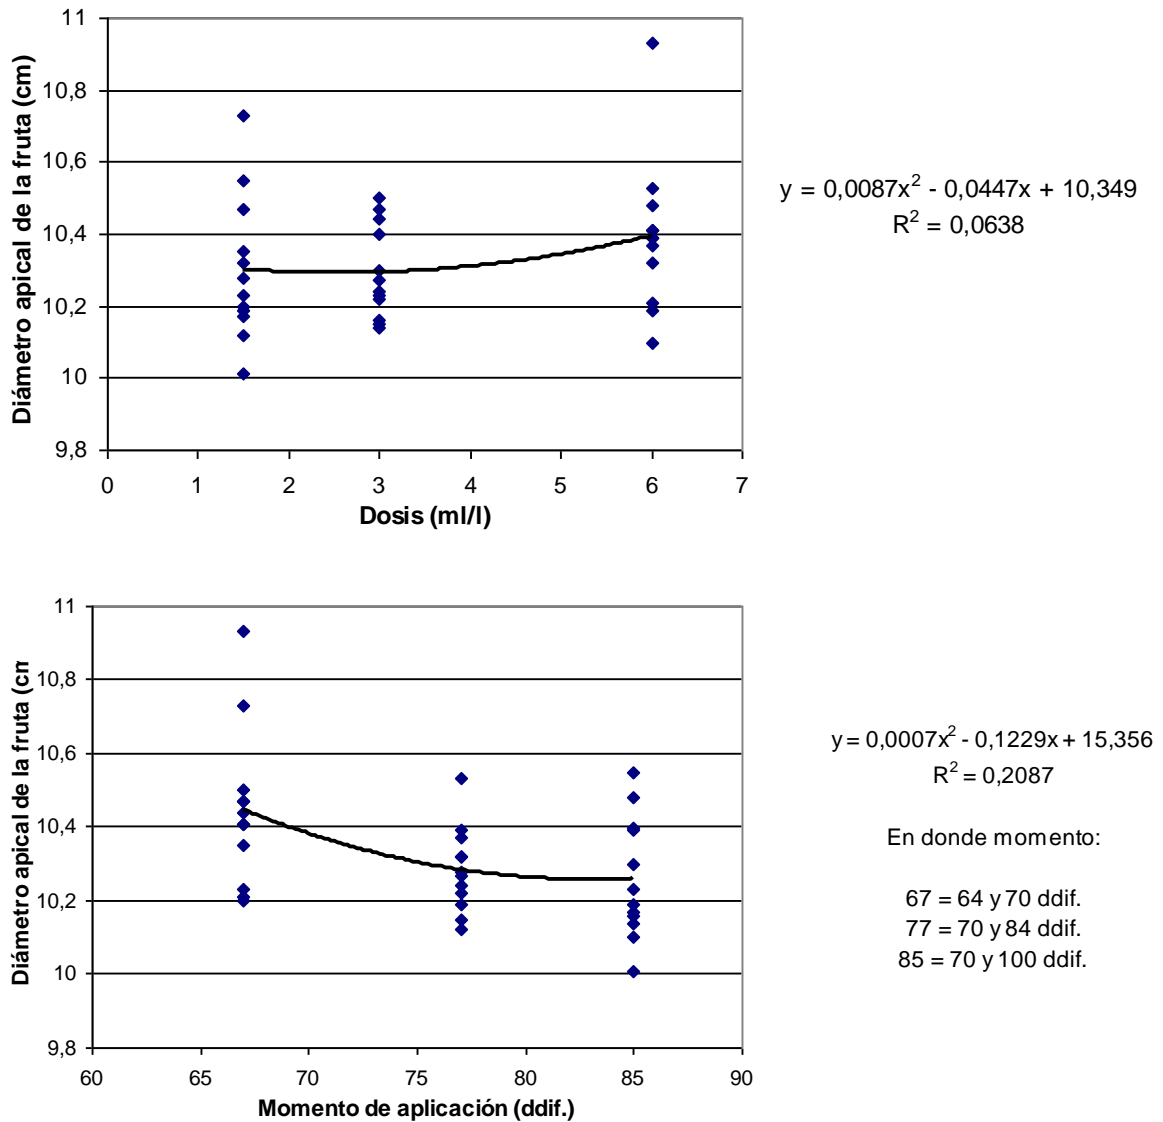 11
10,8
10,6
10,4
10,2
10
9,8
Diámetro apical de la fruta (cm)
0 1 2 3 4 5 6 7
Dosis (ml/l)
y = 0,0087x² - 0,0447x + 10,349
R² = 0,0638
11
10,8
10,6
10,4
10,2
10
9,8
Diámetro apical de la fruta (cm
60 65 70 75 80 85 90
Momento de aplicación (ddif.)
y = 0,0007x² - 0,1229x + 15,356
R² = 0,2087
En donde momento:
67 = 64 y 70 ddif.
77 = 70 y 84 ddif.
85 = 70 y 100 ddif.